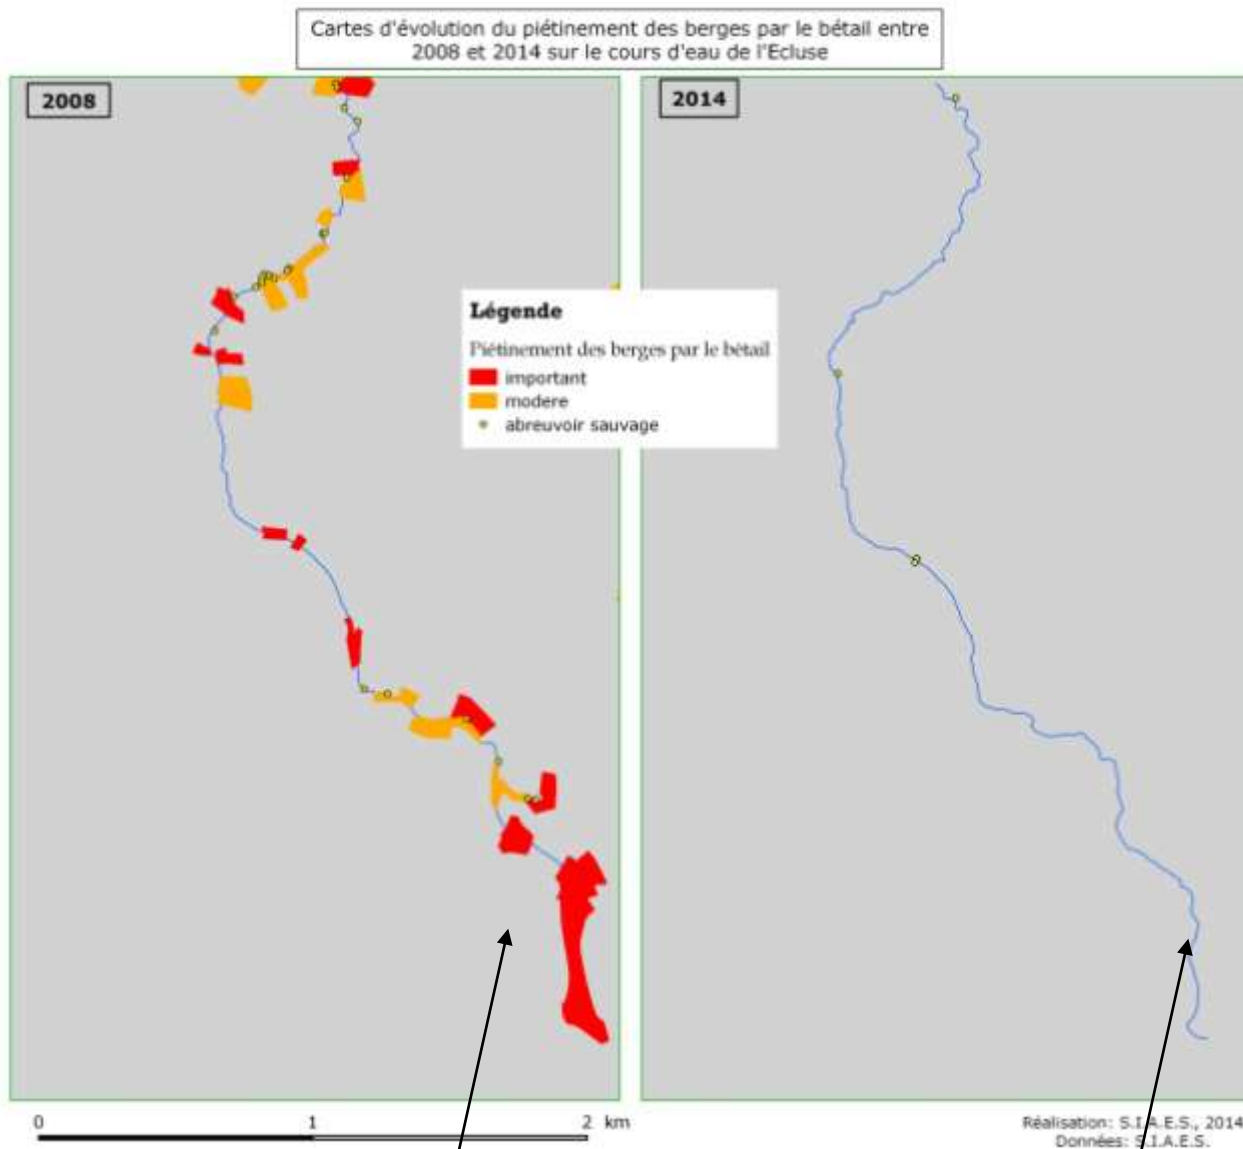 Cartes d'évolution du piétinement des berges par le bétail entre
2008 et 2014 sur le cours d'eau de l'Ecluse
2008
2014
Légende
Piétinement des berges par le bétail
important
modere
abreuvoir sauvage
0 1 2 km
Réalisation: S.I.A.E.S., 2014
Données: S.I.A.E.S.